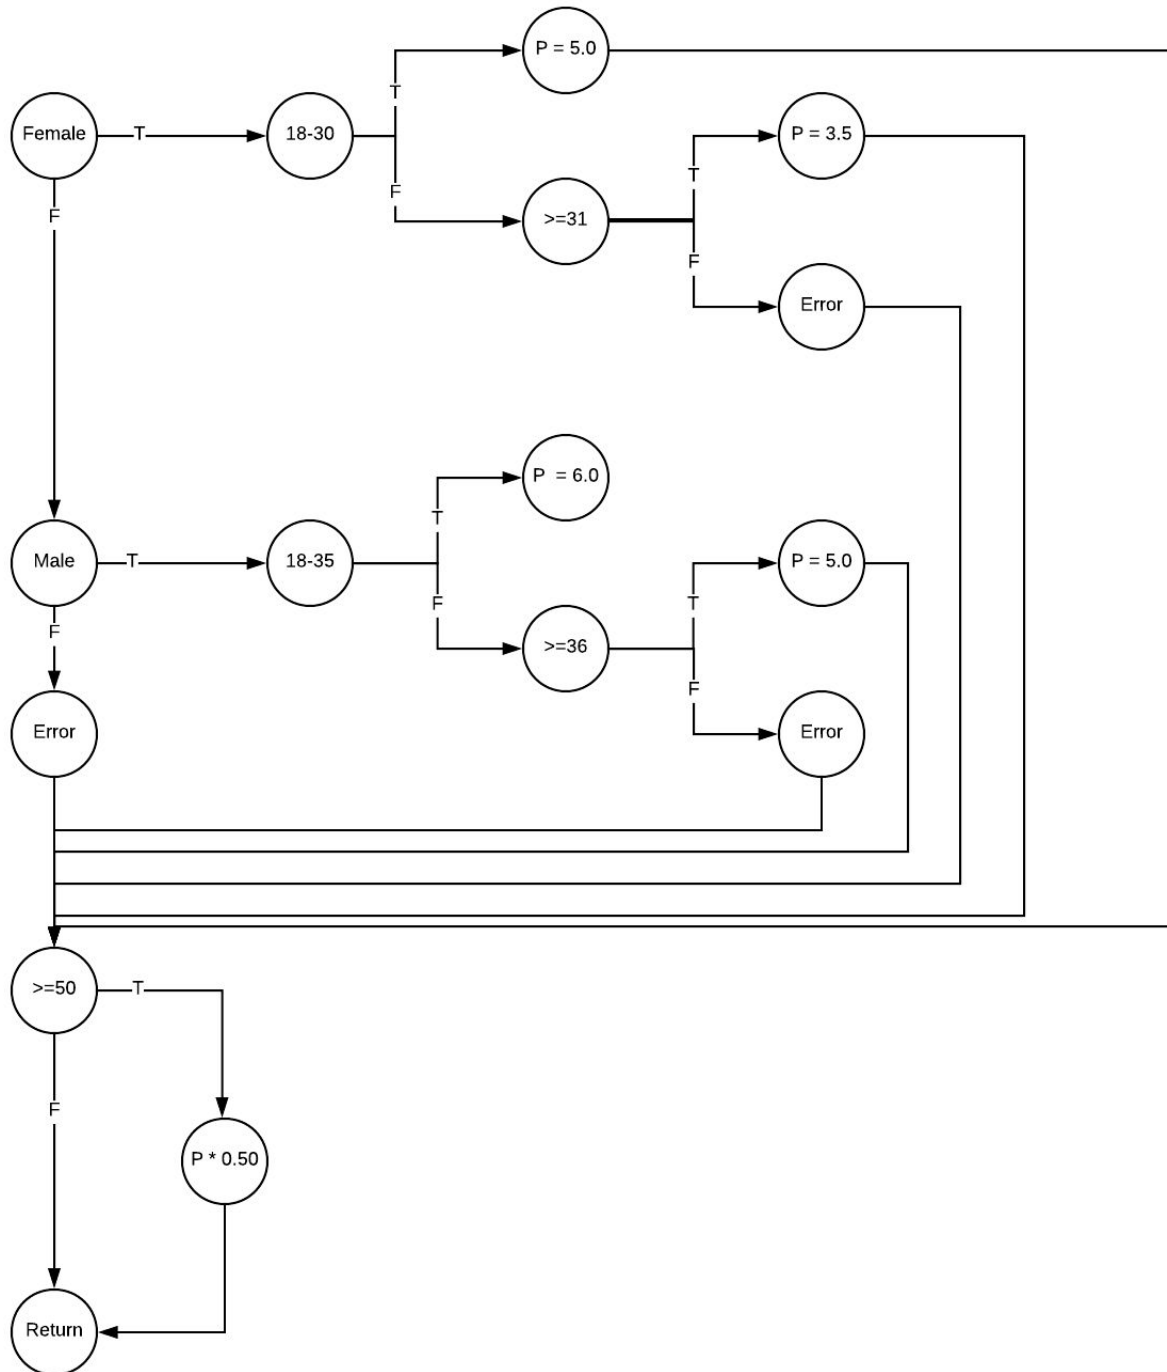 P = 5.0
T
Female
T
18-30
P = 3.5
T
F
F
>=31
F
Error
P  = 6.0
T
Male
T
18-35
P = 5.0
F
T
F
>=36
F
Error
Error
>=50
T
F
P * 0.50
Return